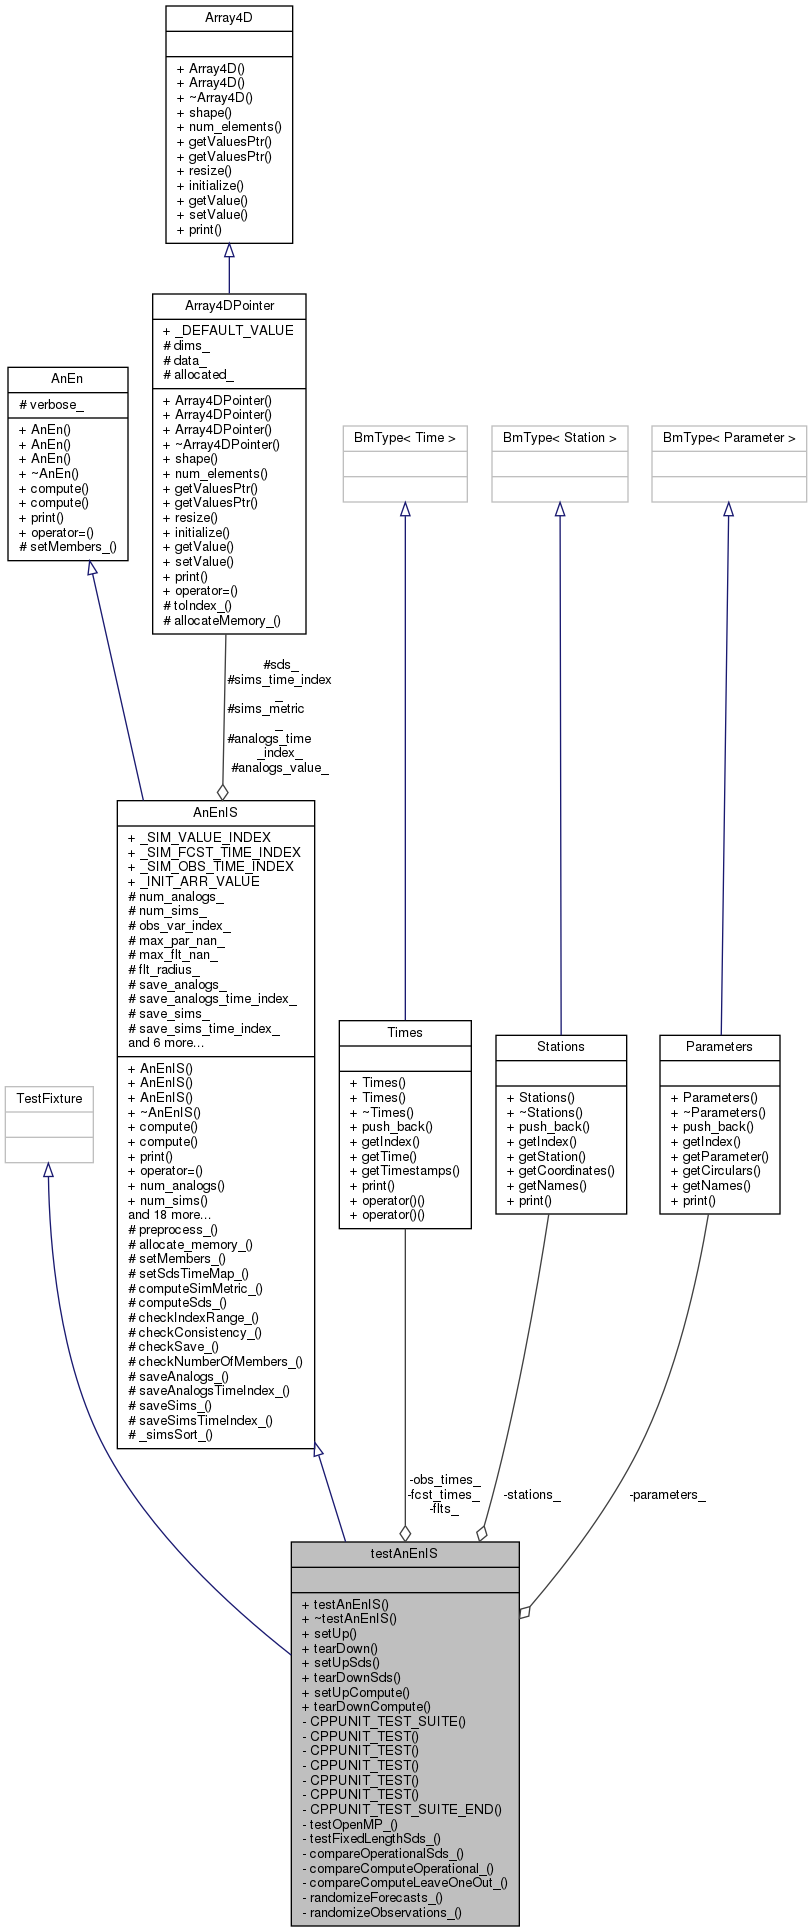 Array4D
+ Array4D()
+ Array4D()
+ ~Array4D()
+ shape()
+ num_elements()
+ getValuesPtr()
+ getValuesPtr()
+ resize()
+ initialize()
+ getValue()
+ setValue()
+ print()
Array4DPointer
+ _DEFAULT_VALUE
# dims_
# data_
# allocated_
+ Array4DPointer()
+ Array4DPointer()
+ Array4DPointer()
+ ~Array4DPointer()
+ shape()
+ num_elements()
+ getValuesPtr()
+ getValuesPtr()
+ resize()
+ initialize()
+ getValue()
+ setValue()
+ print()
+ operator=()
# toIndex_()
# allocateMemory_()
AnEn
# verbose_
+ AnEn()
+ AnEn()
+ AnEn()
+ ~AnEn()
+ compute()
+ compute()
+ print()
+ operator=()
# setMembers_()
BmType< Time >
BmType< Station >
BmType< Parameter >
#sds_
#sims_time_index
_
#sims_metric
_
#analogs_time
_index_
#analogs_value_
AnEnIS
+ _SIM_VALUE_INDEX
+ _SIM_FCST_TIME_INDEX
+ _SIM_OBS_TIME_INDEX
+ _INIT_ARR_VALUE
# num_analogs_
# num_sims_
# obs_var_index_
# max_par_nan_
# max_flt_nan_
# flt_radius_
# save_analogs_
# save_analogs_time_index_
# save_sims_
# save_sims_time_index_
and 6 more...
+ AnEnIS()
+ AnEnIS()
+ AnEnIS()
+ ~AnEnIS()
+ compute()
+ compute()
+ print()
+ operator=()
+ num_analogs()
+ num_sims()
and 18 more...
# preprocess_()
# allocate_memory_()
# setMembers_()
# setSdsTimeMap_()
# computeSimMetric_()
# computeSds_()
# checkIndexRange_()
# checkConsistency_()
# checkSave_()
# checkNumberOfMembers_()
# saveAnalogs_()
# saveAnalogsTimeIndex_()
# saveSims_()
# saveSimsTimeIndex_()
# _simsSort_()
TestFixture
Times
+ Times()
+ Times()
+ ~Times()
+ push_back()
+ getIndex()
+ getTime()
+ getTimestamps()
+ print()
+ operator()()
+ operator()()
Stations
+ Stations()
+ ~Stations()
+ push_back()
+ getIndex()
+ getStation()
+ getCoordinates()
+ getNames()
+ print()
Parameters
+ Parameters()
+ ~Parameters()
+ push_back()
+ getIndex()
+ getParameter()
+ getCirculars()
+ getNames()
+ print()
-obs_times_
-fcst_times_
-flts_
-stations_
-parameters_
testAnEnIS
+ testAnEnIS()
+ ~testAnEnIS()
+ setUp()
+ tearDown()
+ setUpSds()
+ tearDownSds()
+ setUpCompute()
+ tearDownCompute()
- CPPUNIT_TEST_SUITE()
- CPPUNIT_TEST()
- CPPUNIT_TEST()
- CPPUNIT_TEST()
- CPPUNIT_TEST()
- CPPUNIT_TEST()
- CPPUNIT_TEST_SUITE_END()
- testOpenMP_()
- testFixedLengthSds_()
- compareOperationalSds_()
- compareComputeOperational_()
- compareComputeLeaveOneOut_()
- randomizeForecasts_()
- randomizeObservations_()